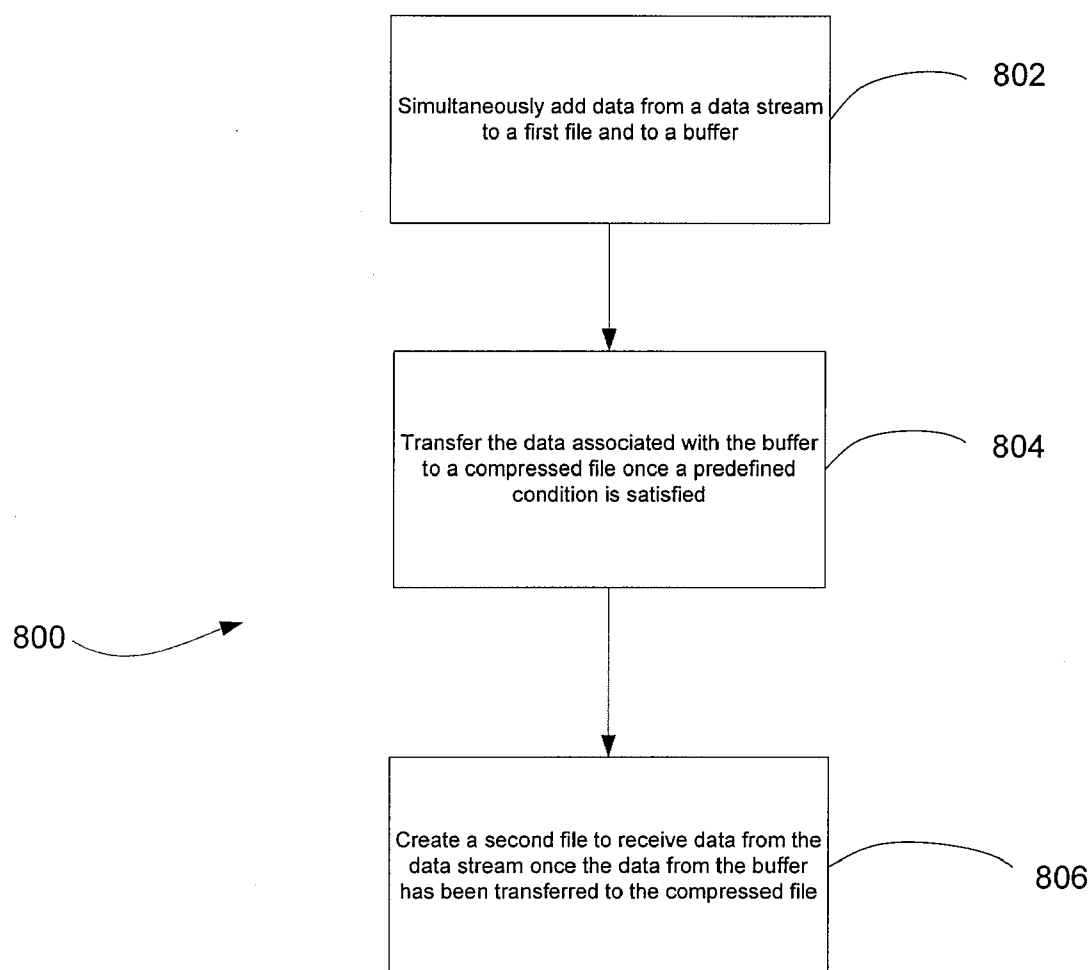 802
Simultaneously add data from a data stream
to a first file and to a buffer
Transfer the data associated with the buffer
to a compressed file once a predefined
condition is satisfied
804
800
Create a second file to receive data from the
data stream once the data from the buffer
has been transferred to the compressed file
806